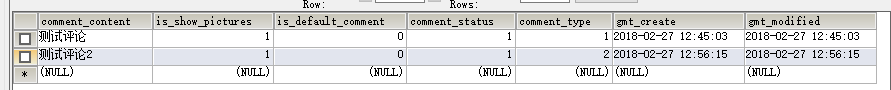 Row: Rows:
comment_content is_show_pictures is_default_comment comment_status comment_type gmt_create gmt_modified
测试评论 1 0 1 1 2018-02-27 12:45:03 2018-02-27 12:45:03
测试评论2 1 0 1 2 2018-02-27 12:56:15 2018-02-27 12:56:15
* (NULL) (NULL) (NULL) (NULL) (NULL) (NULL) (NULL)